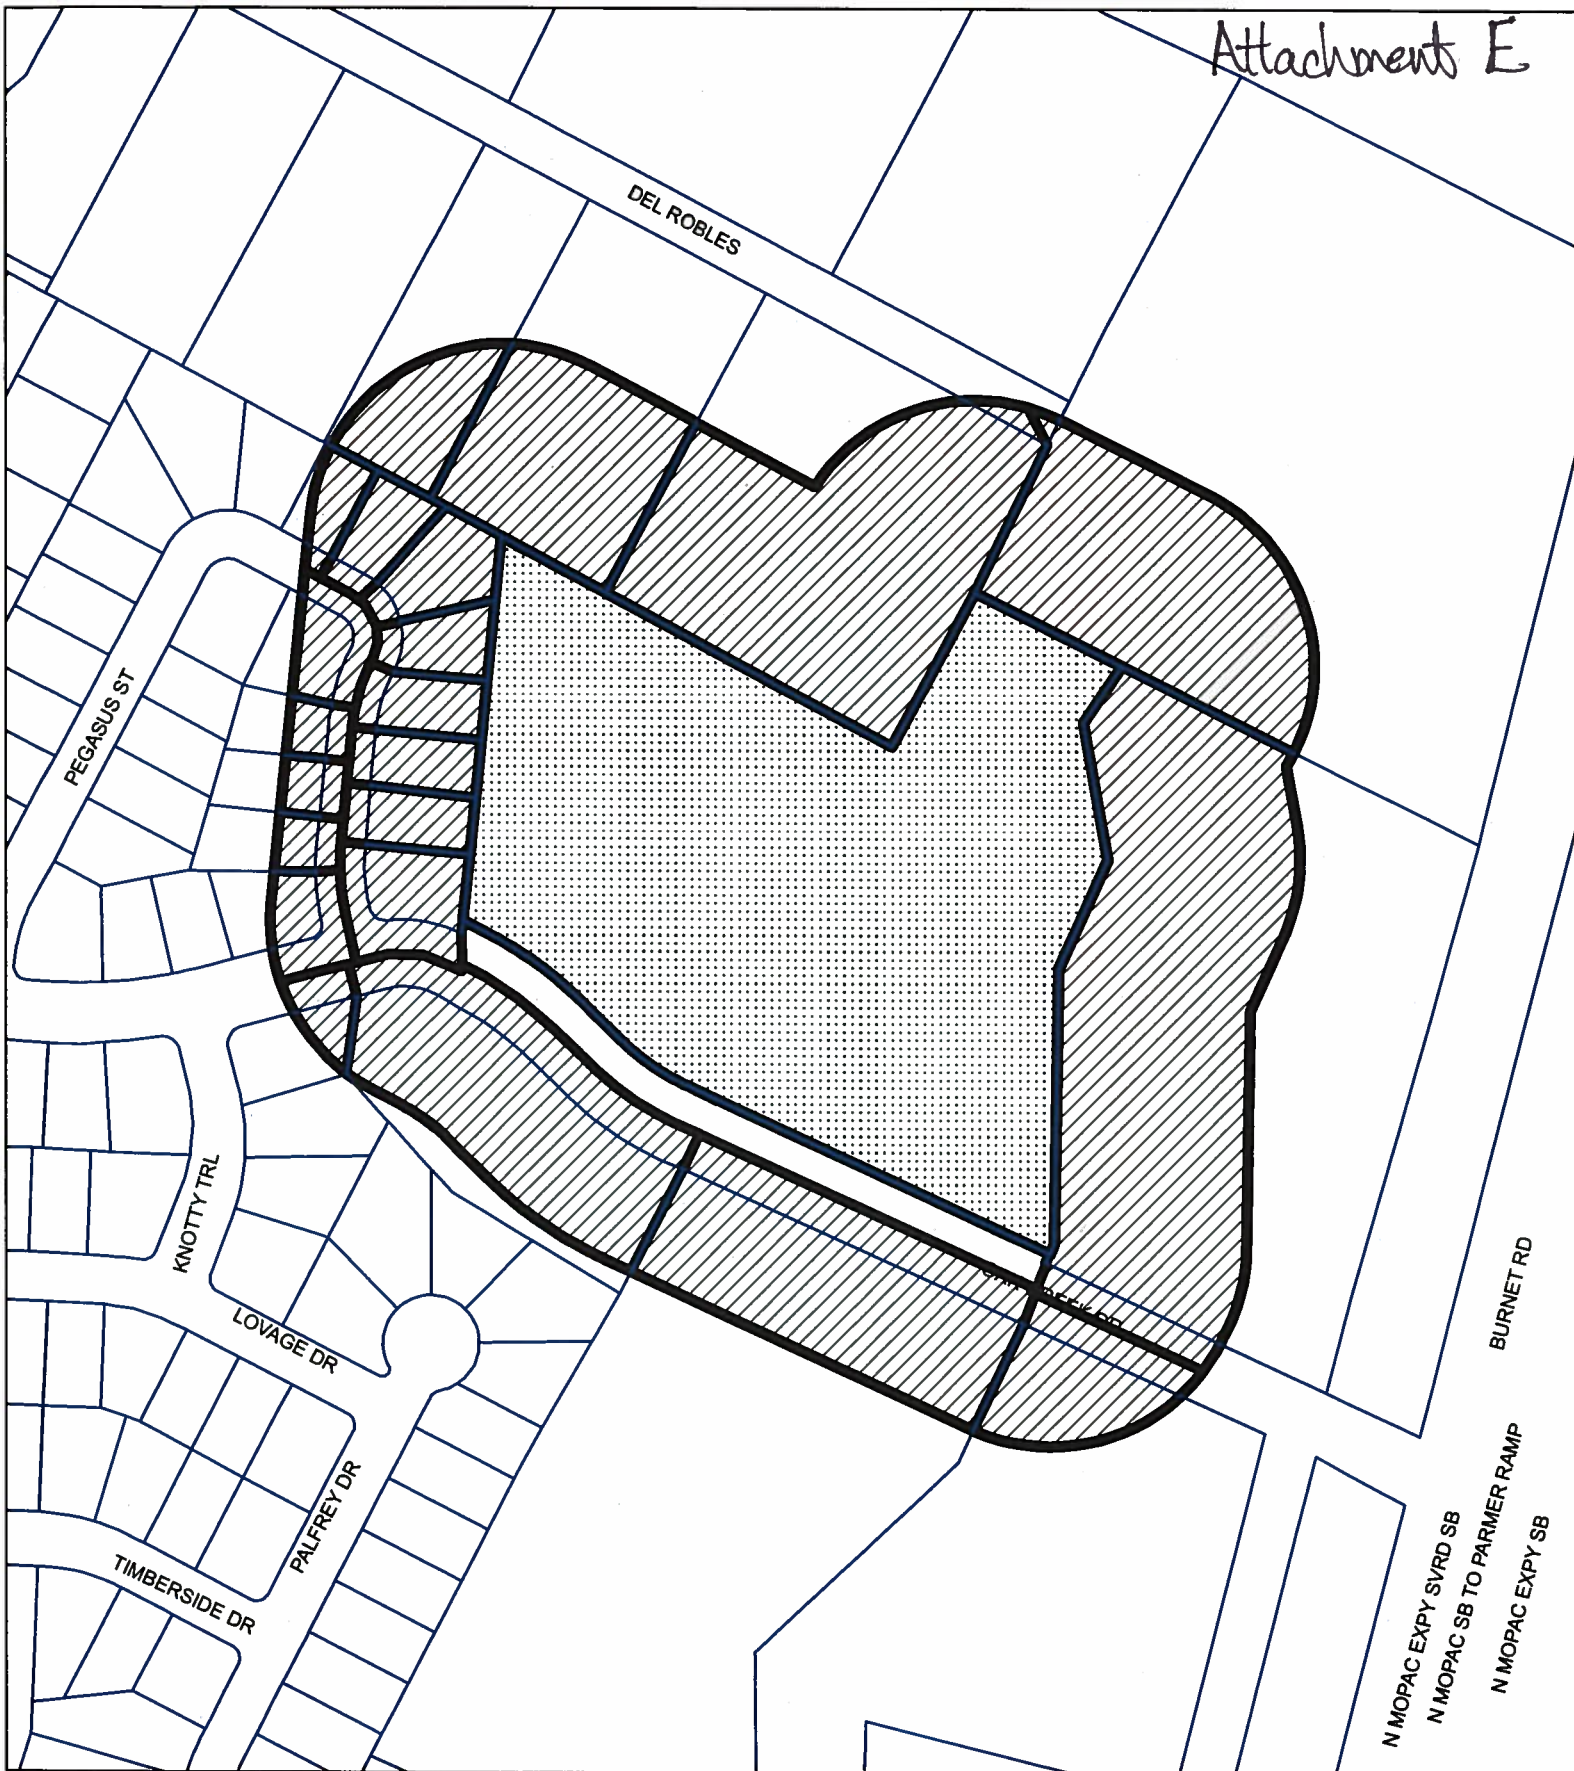 Attachment E
DEL ROBLES
PEGASUS ST
KNOTTY TRL
LOVAGE DR
PALFREY DR
TIMBERSIDE DR
BURNET RD
N MOPAC EXPY SVRD SB
N MOPAC SB TO PARMER RAMP
N MOPAC EXPY SB